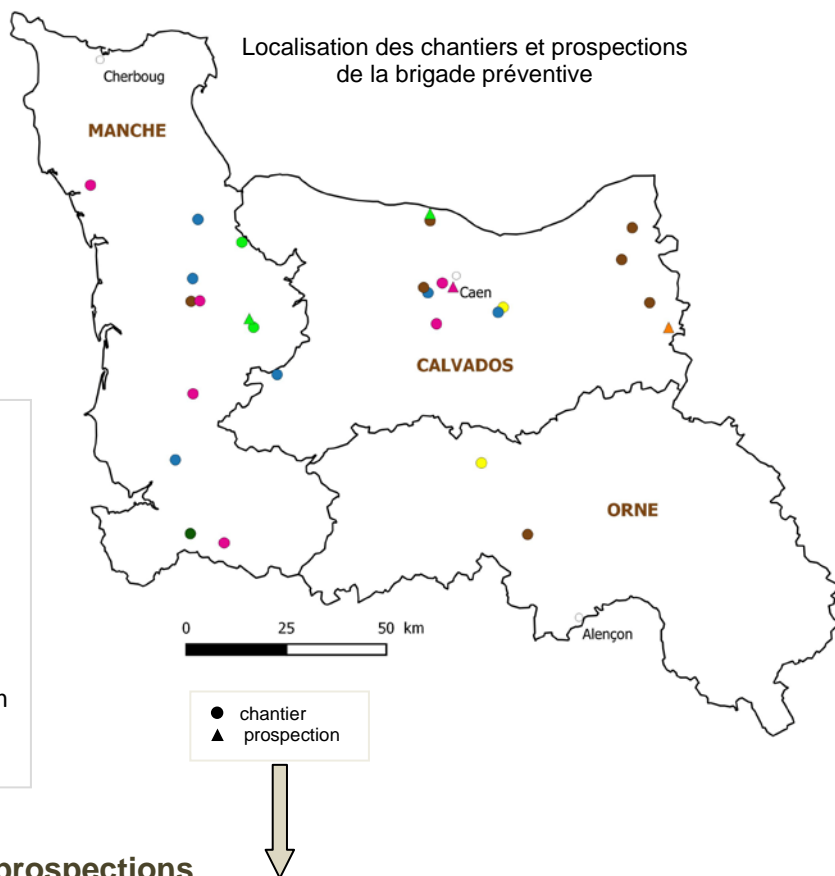 Localisation des chantiers et prospections
de la brigade préventive
Cherboug
MANCHE
Caen
CALVADOS
ORNE
Alençon
0 25 50 km
chantier
prospection
prospections